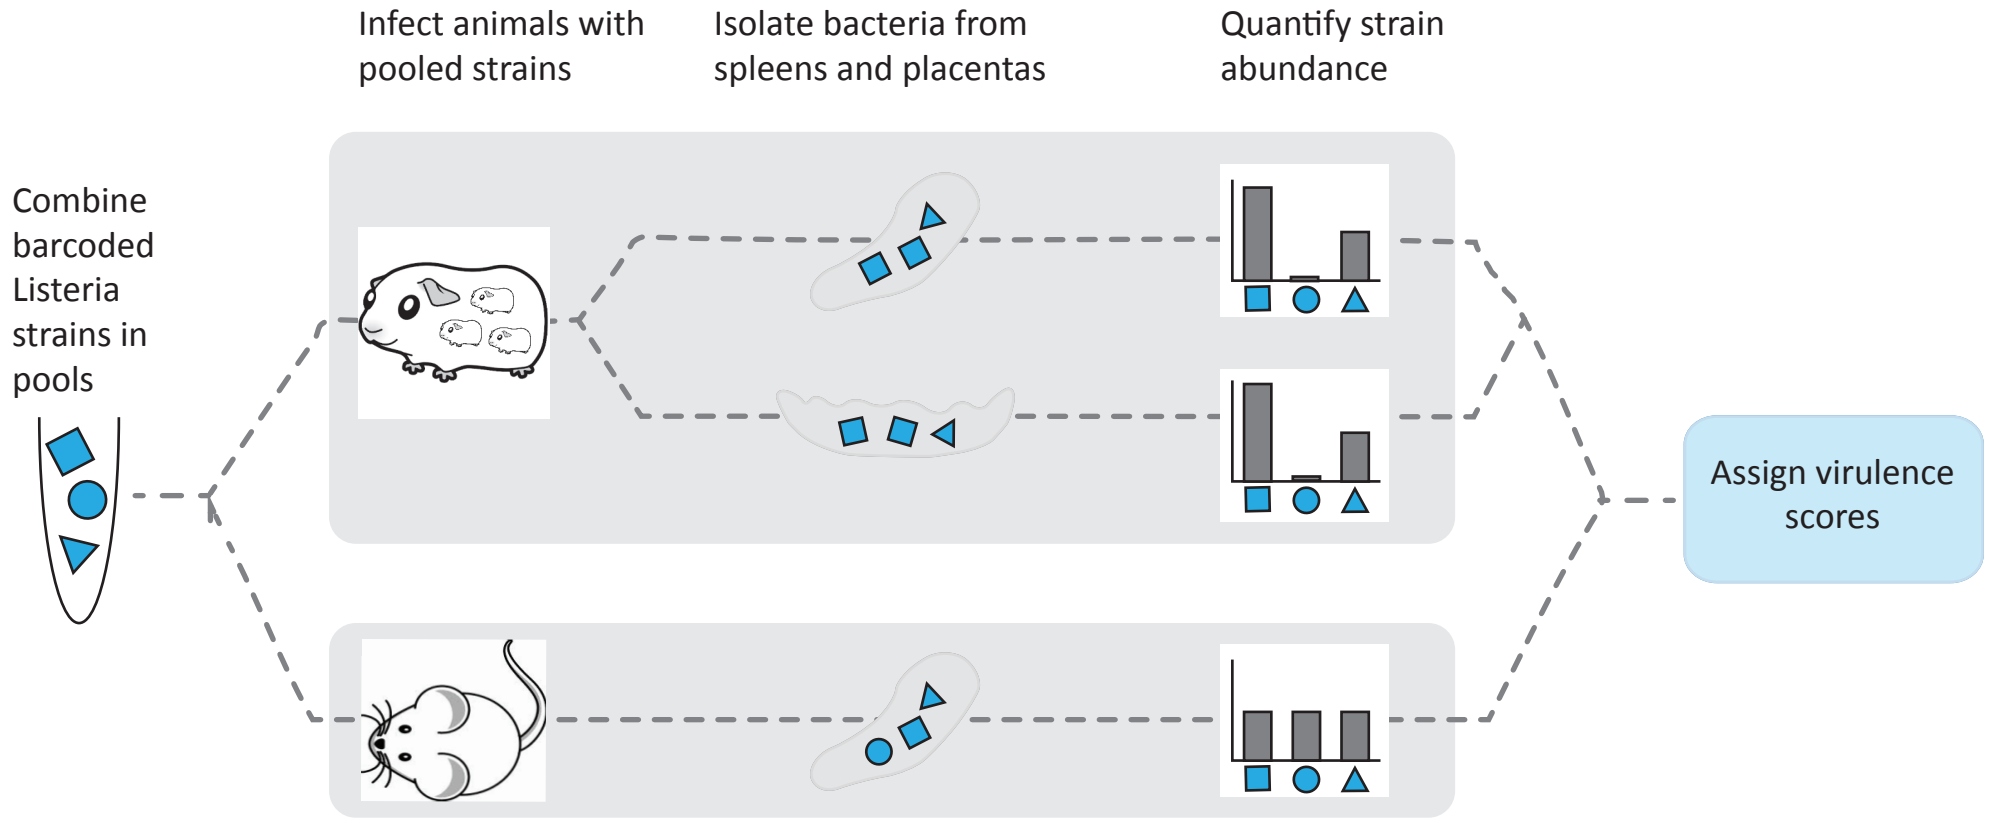 Infect animals with
pooled strains
Isolate bacteria from
spleens and placentas
Quantify strain
abundance
Combine
barcoded
Listeria
strains in
pools
Assign virulence
scores